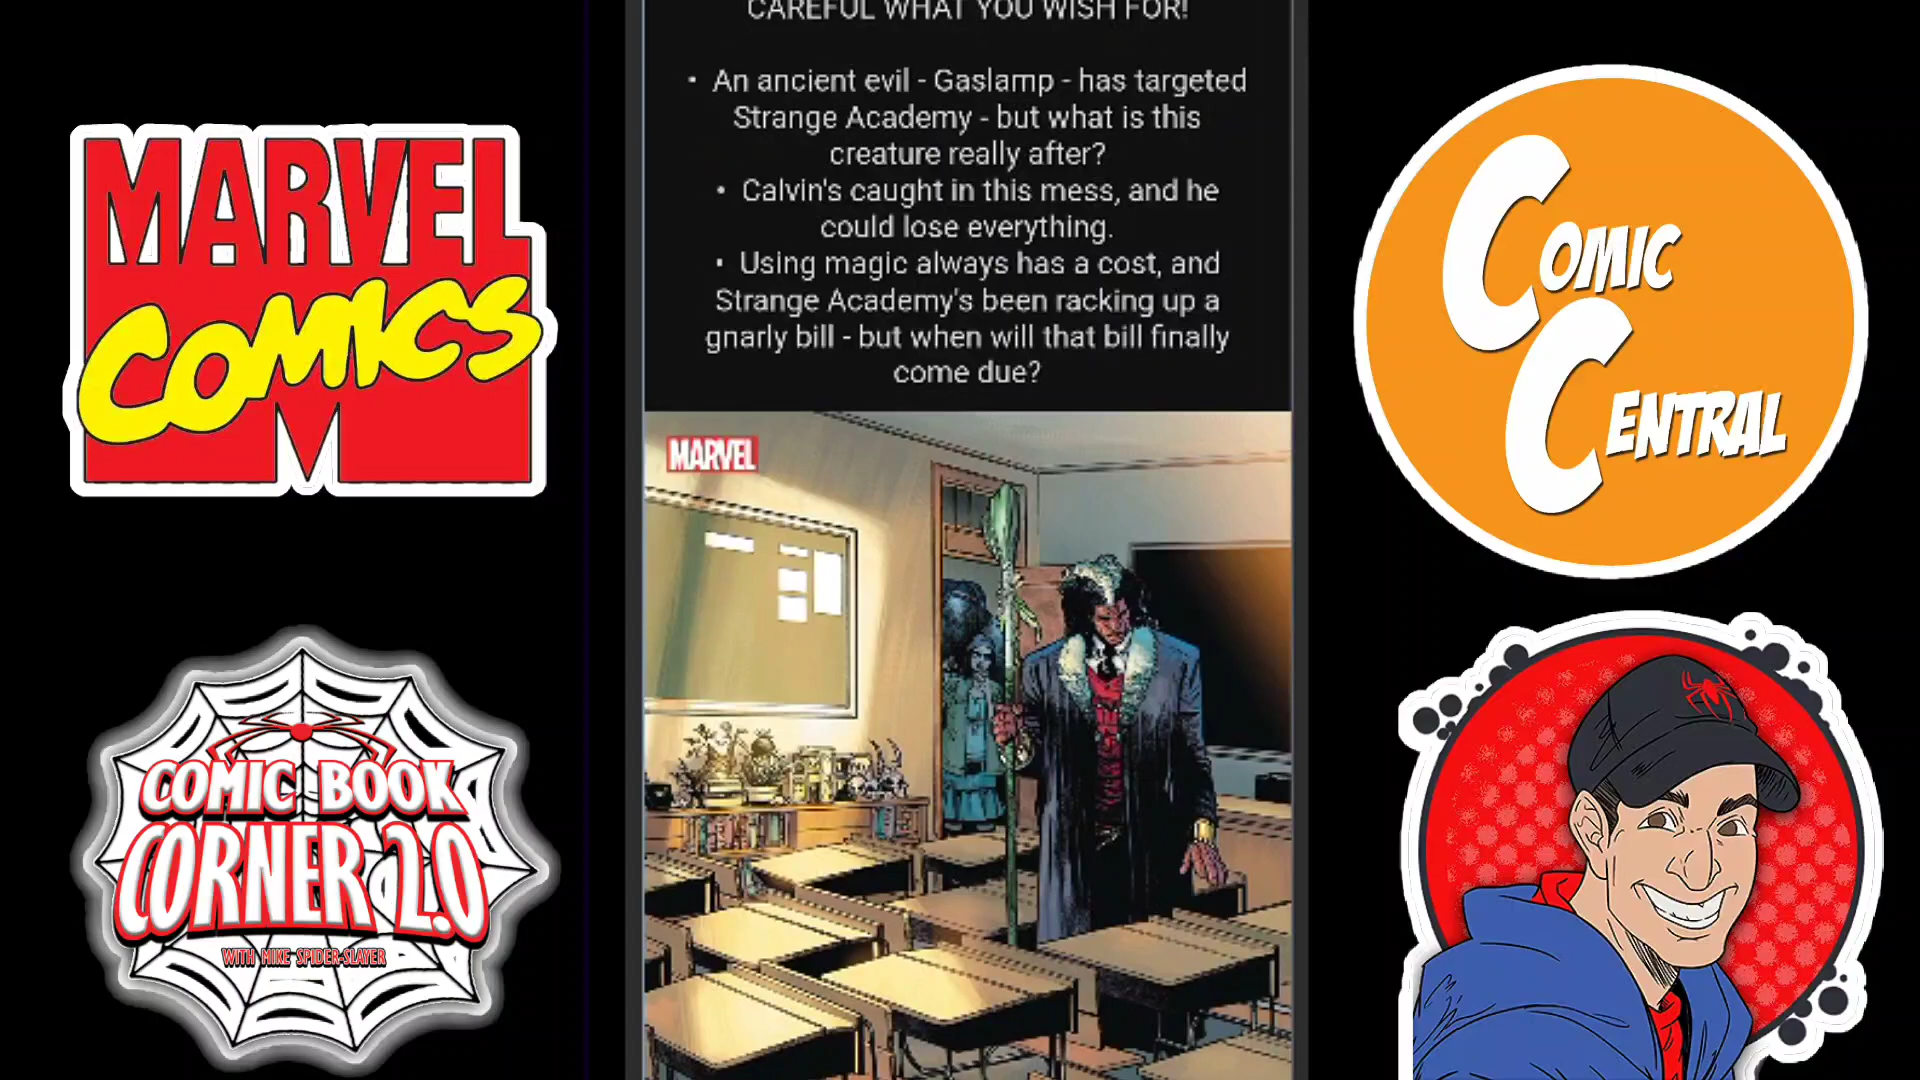 CAREFUL WHAT YOU WISH FOR!
• An ancient evil - Gaslamp - has targeted
Strange Academy - but what is this
creature really after?
• Calvin's caught in this mess, and he
could lose everything.
• Using magic always has a cost, and
Strange Academy's been racking up a
gnarly bill - but when will that bill finally
come due?
MARVEL
MARVEL
COMICS
M
COMIC
CENTRAL
COMIC BOOK
CORNER 2.0
WITH MIKE SPIDER-SLAYER